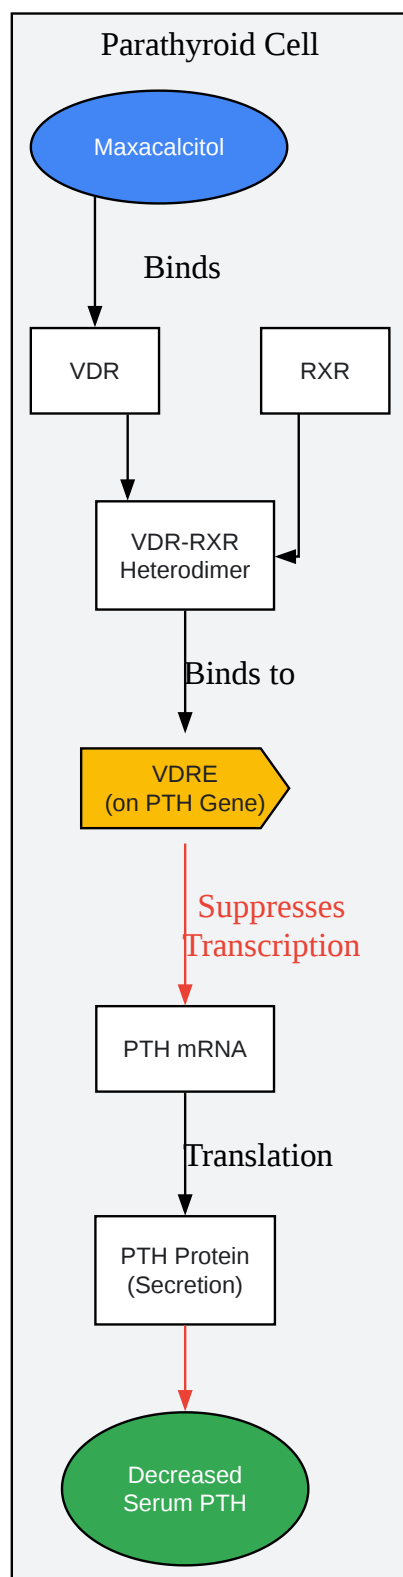 Parathyroid Cell
Maxacalcitol
Binds
VDR
RXR
VDR-RXR
Heterodimer
Binds to
VDRE
(on PTH Gene)
Suppresses
Transcription
PTH mRNA
Translation
PTH Protein
(Secretion)
Decreased
Serum PTH